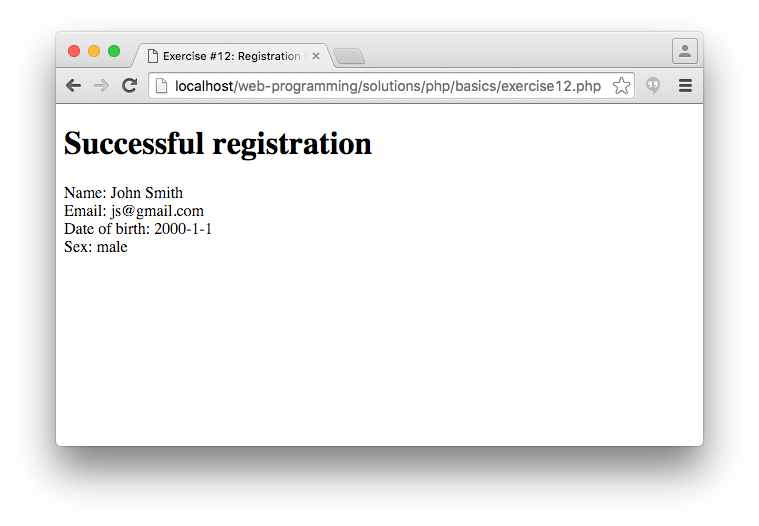 Exercise #12: Registration
localhost/web-programming/solutions/php/basics/exercise12.php
Successful registration
Name: John Smith
Email: js@gmail.com
Date of birth: 2000-1-1
Sex: male